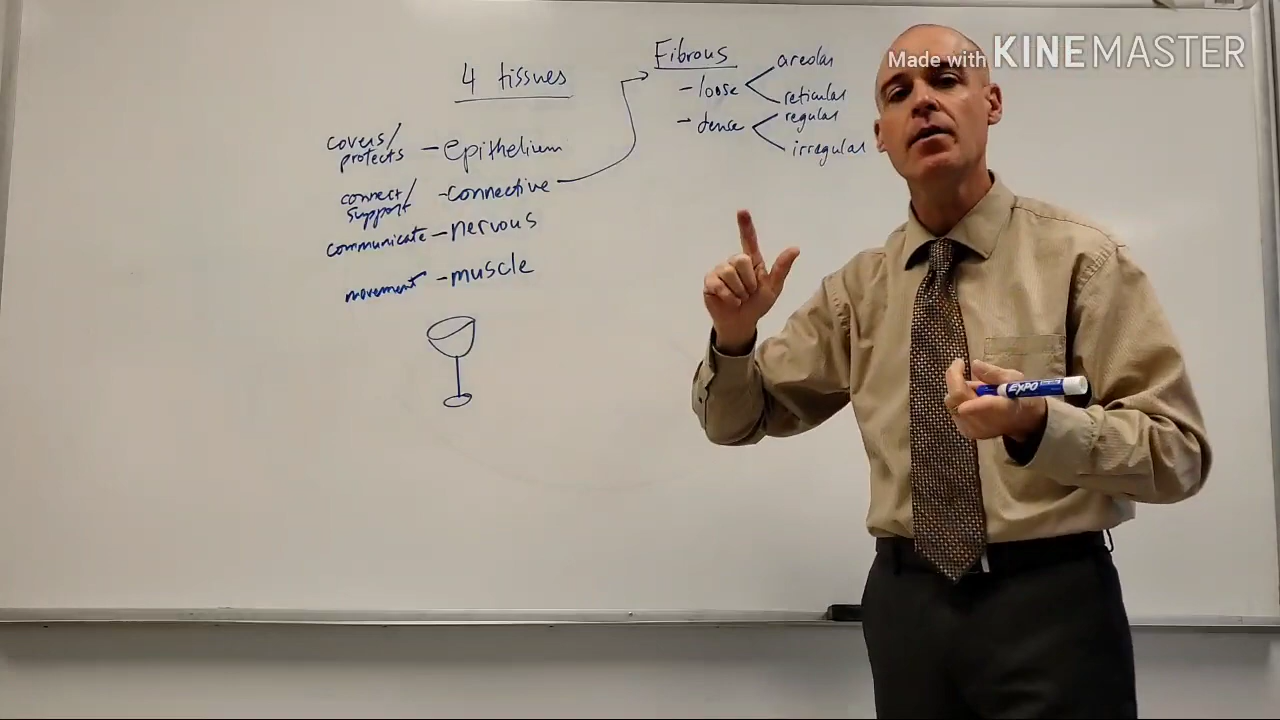 Made with KINEMASTER
4 tissues
covers/
protects - epithelium
connect/
support - connective
communicate - nervous
movement - muscle
Fibrous
- loose
areolar
reticular
- dense
regular
irregular
EXPO